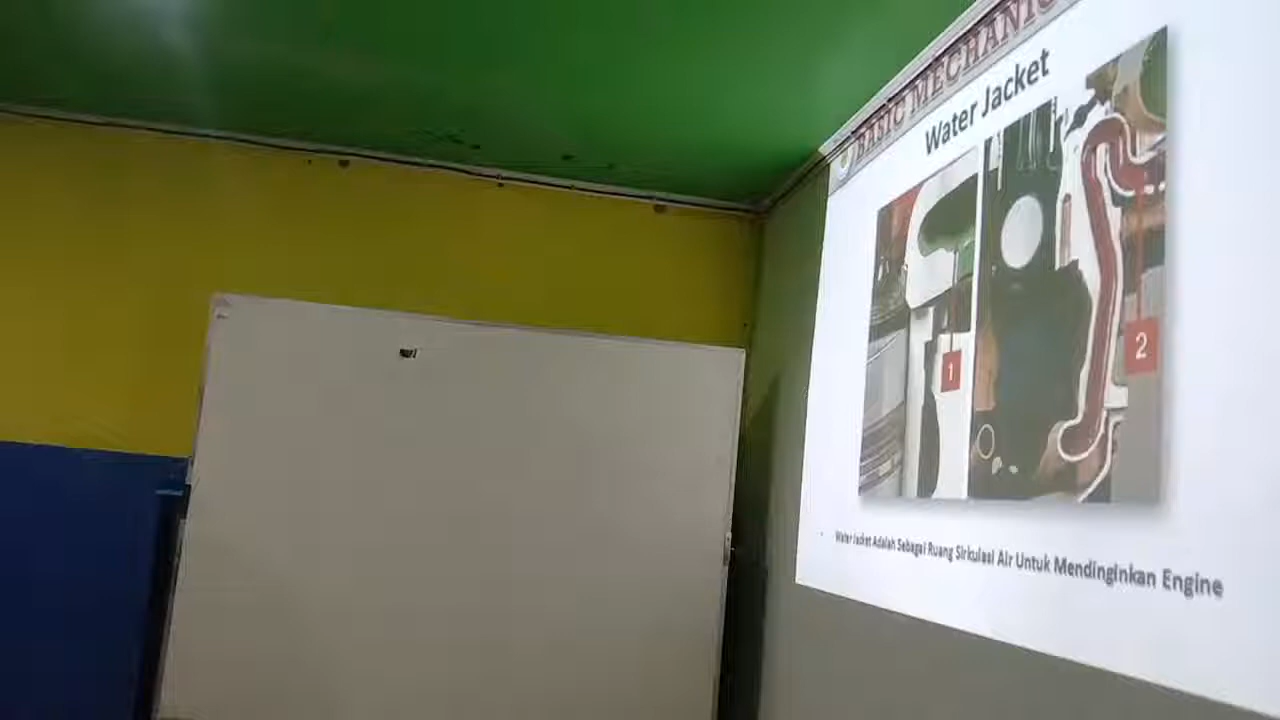 BASIC MECHANIC
Water Jacket
1
2
Water Jacket Adalah Sebagai Ruang Sirkulasi Air Untuk Mendinginkan Engine